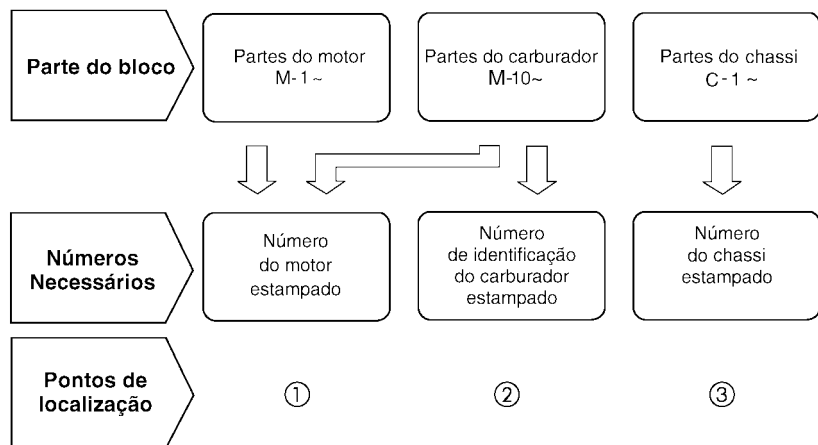 Parte do bloco
Partes do motor
M-1~
Partes do carburador
M-10~
Partes do chassi
C-1~
Números
Necessários
Número
do motor
estampado
Número
de identificação
do carburador
estampado
Número
do chassi
estampado
Pontos de
localização
①
②
③